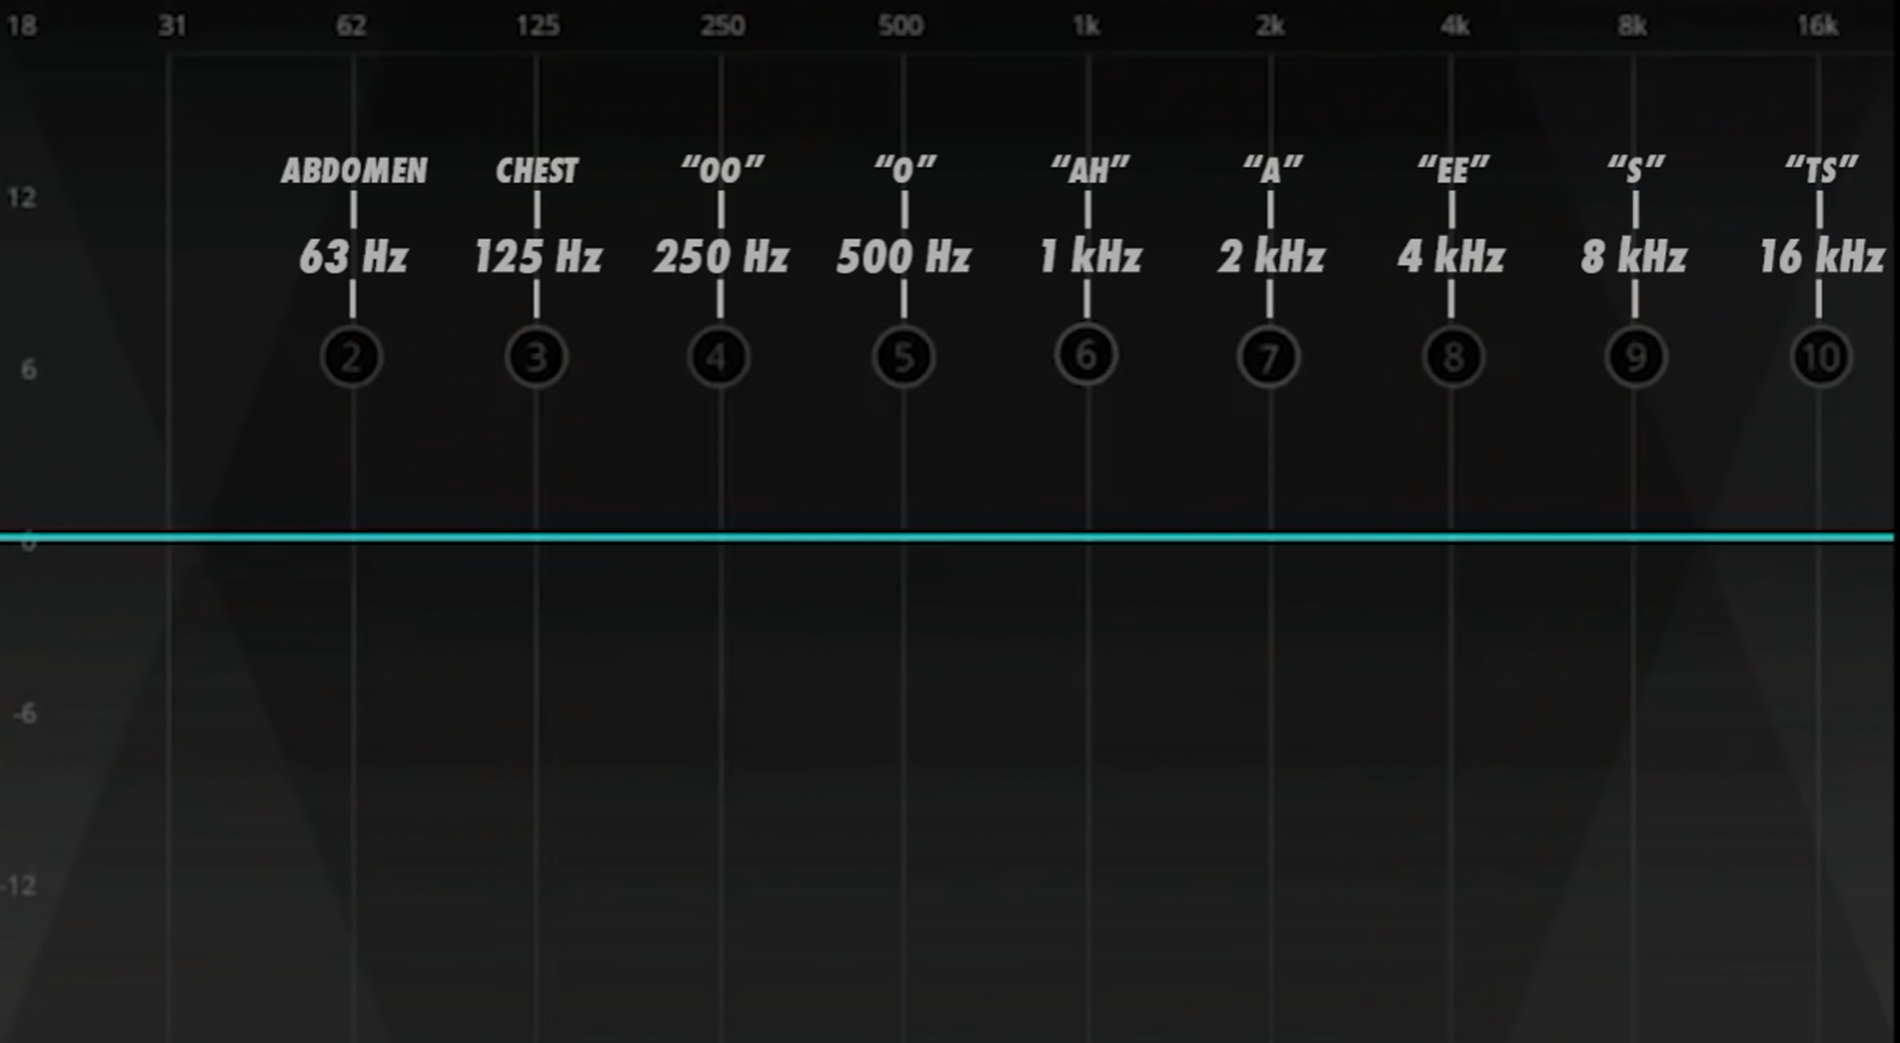 18 31 62 125 250 500 1k 2k 4k 8k 16k
ABDOMEN CHEST “OO” “O” “AH” “A” “EE” “S” “TS”
12
63 Hz 125 Hz 250 Hz 500 Hz 1 kHz 2 kHz 4 kHz 8 kHz 16 kHz
6 2 3 4 5 6 7 8 9 10
0
-6
-12